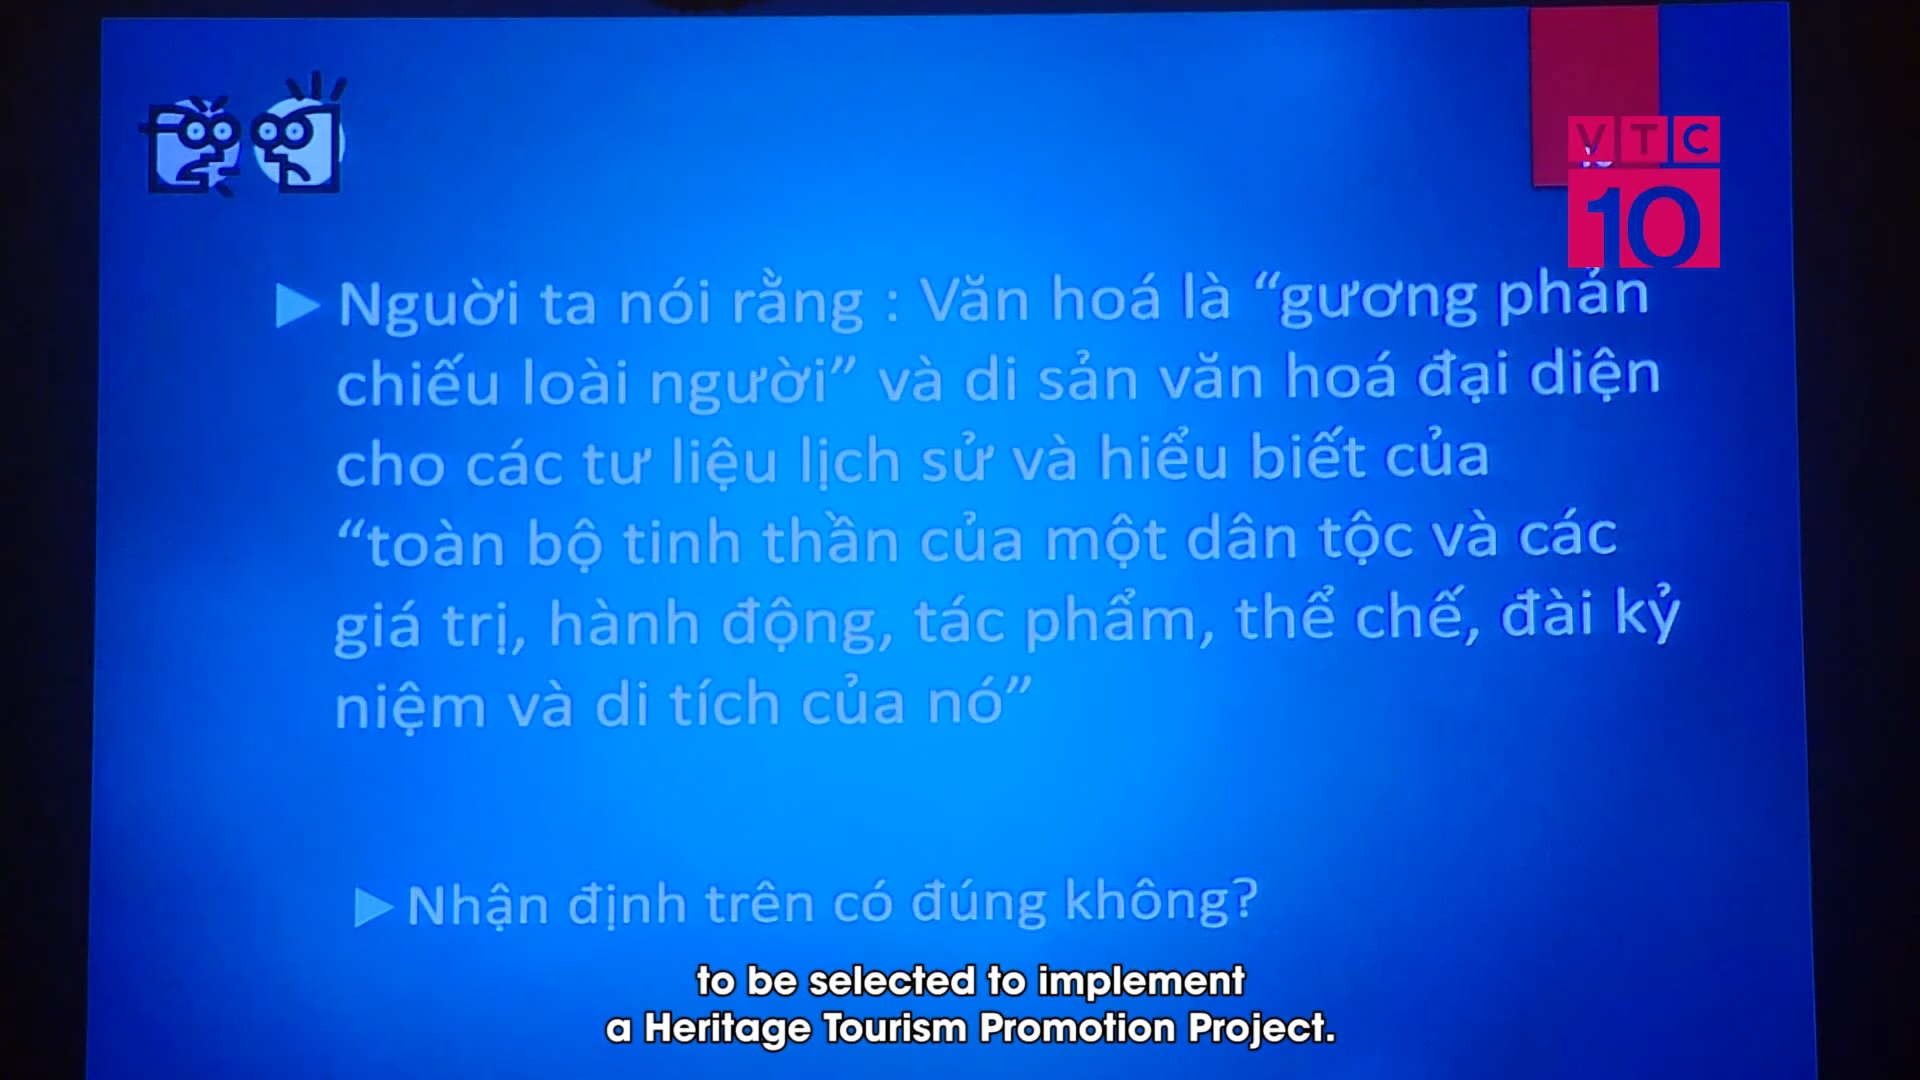 VTC
10
Nguời ta nói rằng : Văn hoá là “gương phản
chiếu loài người” và di sản văn hoá đại diện
cho các tư liệu lịch sử và hiểu biết của
“toàn bộ tinh thần của một dân tộc và các
giá trị, hành động, tác phẩm, thể chế, đài kỷ
niệm và di tích của nó”
Nhận định trên có đúng không?
to be selected to implement
a Heritage Tourism Promotion Project.